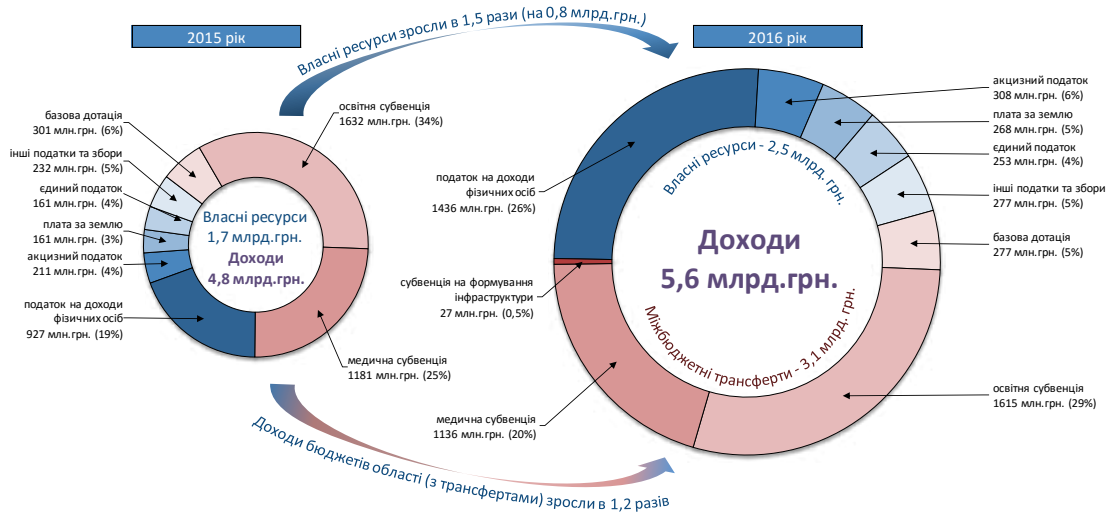 Власні ресурси зросли в 1,5 рази (на 0,8 млрд.грн.)
2015 рік
2016 рік
освітня субвенція
1632 млн.грн. (34%)
базова дотація
301 млн.грн. (6%)
інші податки та збори
232 млн.грн. (5%)
єдиний податок
161 млн.грн. (4%)
плата за землю
161 млн.грн. (3%)
акцизний податок
211 млн.грн. (4%)
податок на доходи
фізичних осіб
927 млн.грн. (19%)
Власні ресурси
1,7 млрд.грн.
Доходи
4,8 млрд.грн.
медична субвенція
1181 млн.грн. (25%)
акцизний податок
308 млн.грн. (6%)
плата за землю
268 млн.грн. (5%)
єдиний податок
253 млн.грн. (4%)
інші податки та збори
277 млн.грн. (5%)
базова дотація
277 млн.грн. (5%)
освітня субвенція
1615 млн.грн. (29%)
податок на доходи
фізичних осіб
1436 млн.грн. (26%)
субвенція на формування
інфраструктури
27 млн.грн. (0,5%)
медична субвенція
1136 млн.грн. (20%)
Власні ресурси - 2,5 млрд. грн.
Доходи
5,6 млрд.грн.
Міжбюджетні трансферти - 3,1 млрд. грн.
Доходи бюджетів області (з трансфертами) зросли в 1,2 разів